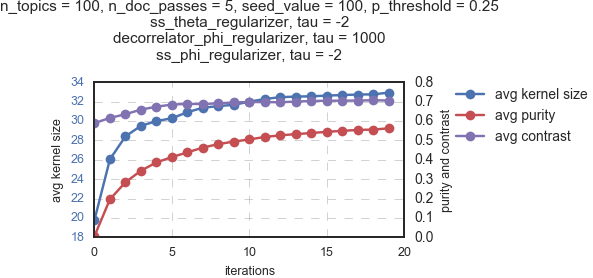 n_topics = 100, n_doc_passes = 5, seed_value = 100, p_threshold = 0.25
ss_theta_regularizer, tau = -2
decorrelator_phi_regularizer, tau = 1000
ss_phi_regularizer, tau = -2
34
32
30
28
26
24
22
20
18
avg kernel size
0
5
10
15
20
iterations
0.8
0.7
0.6
0.5
0.4
0.3
0.2
0.1
0.0
purity and contrast
avg kernel size
avg purity
avg contrast